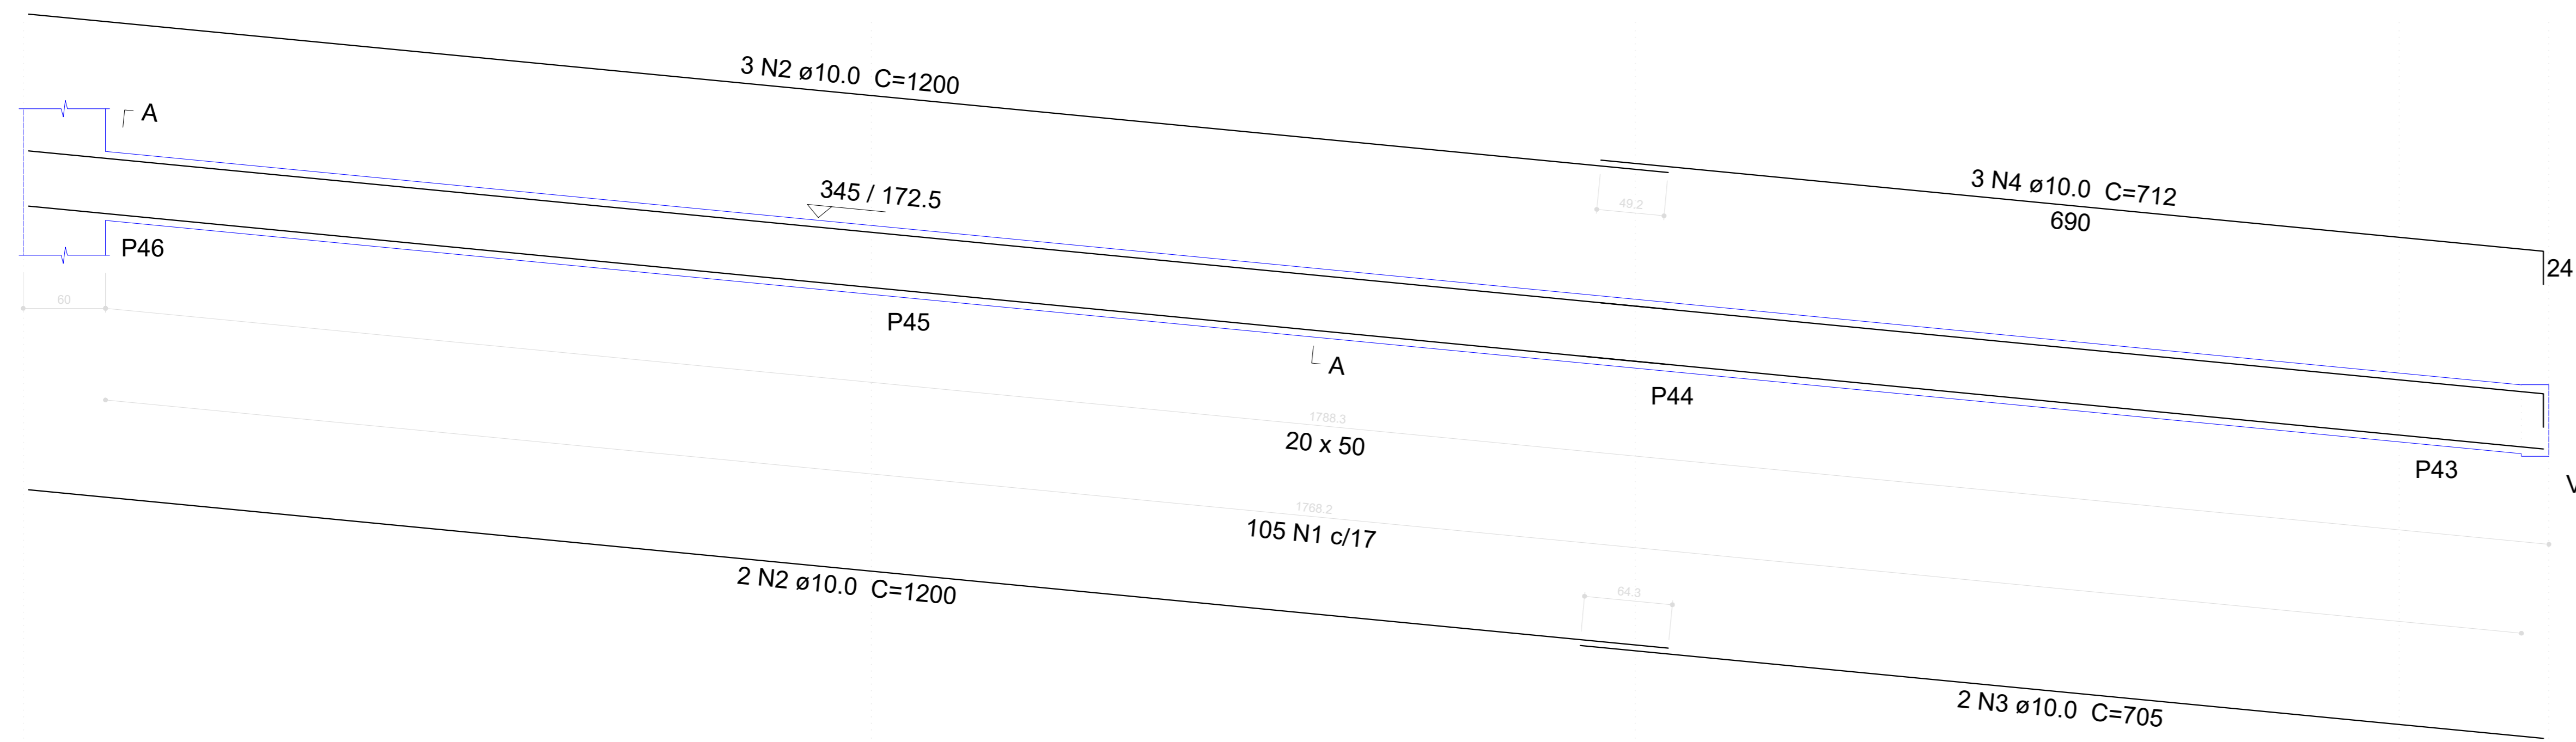 3 N2 ø10.0 C=1200
A
345 / 172.5
3 N4 ø10.0 C=712
49.2
690
P46
24
60
P45
A
P44
1788.3
20 x 50
P43
V
1768.2
105 N1 c/17
2 N2 ø10.0 C=1200
64.3
2 N3 ø10.0 C=705